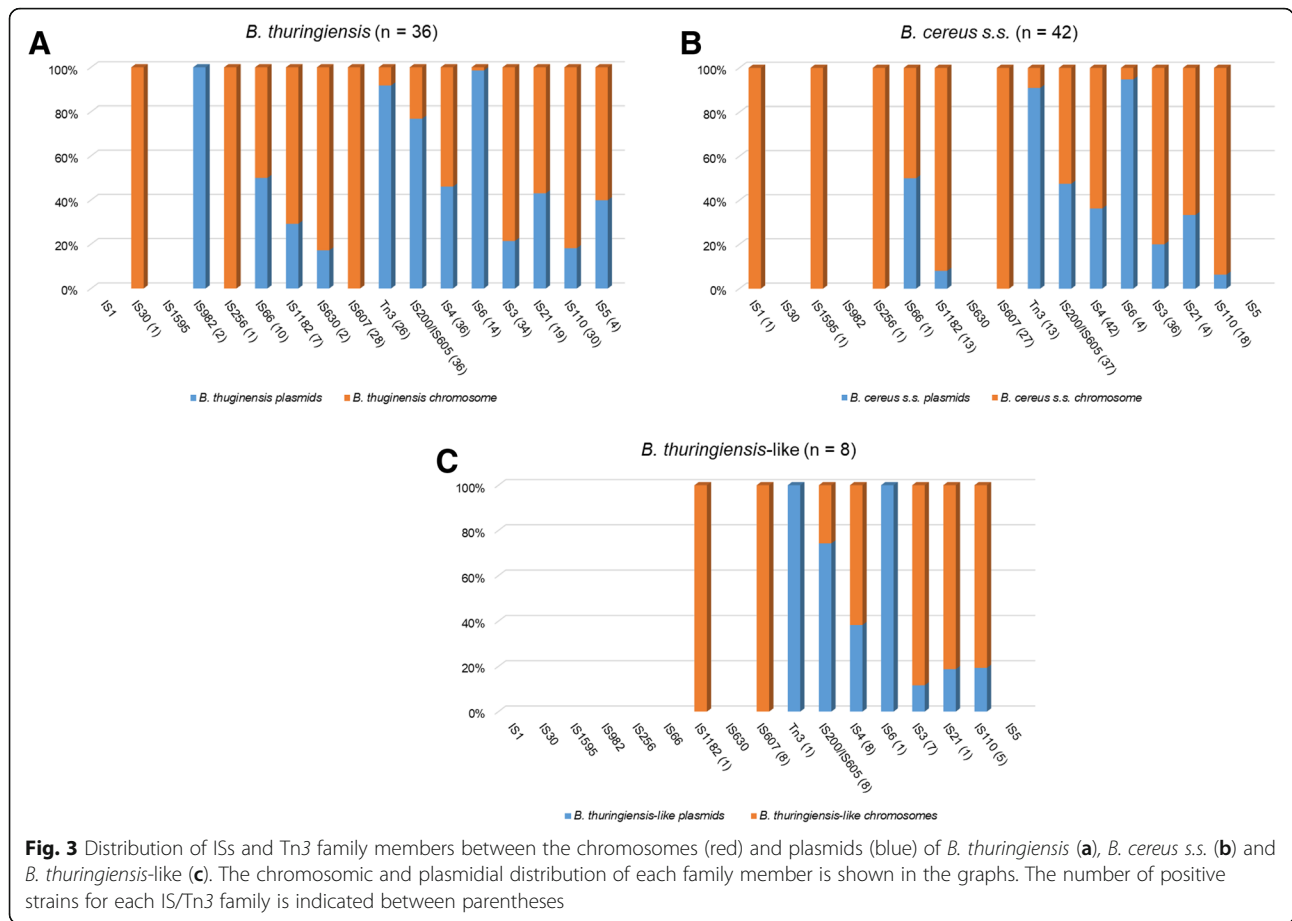 A
B. thuringiensis (n = 36)
100%
80%
60%
40%
20%
0%
IS1
IS30 (1)
IS1595
IS982 (2)
IS256 (1)
IS66 (10)
IS1182 (7)
IS630 (2)
IS607 (28)
Tn3 (26)
IS200/IS605 (36)
IS4 (36)
IS6 (14)
IS3 (34)
IS21 (19)
IS110 (30)
IS5 (4)
B. thuginensis plasmids
B. thuginensis chromosome
B
B. cereus s.s. (n = 42)
100%
80%
60%
40%
20%
0%
IS1 (1)
IS30
IS1595 (1)
IS982
IS256 (1)
IS66 (1)
IS1182 (13)
IS630
IS607 (27)
Tn3 (13)
IS200/IS605 (37)
IS4 (42)
IS6 (4)
IS3 (36)
IS21 (4)
IS110 (18)
IS5
B. cereus s.s. plasmids
B. cereus s.s. chromosome
C
B. thuringiensis-like (n = 8)
100%
80%
60%
40%
20%
0%
IS1
IS30
IS1595
IS982
IS256
IS66
IS1182 (1)
IS630
IS607 (8)
Tn3 (1)
IS200/IS605 (8)
IS4 (8)
IS6 (1)
IS3 (7)
IS21 (1)
IS110 (5)
IS5
B. thuringiensis-like plasmids
B. thuringiensis-like chromosomes
Fig. 3 Distribution of ISs and Tn3 family members between the chromosomes (red) and plasmids (blue) of B. thuringiensis (a), B. cereus s.s. (b) and
B. thuringiensis-like (c). The chromosomic and plasmidial distribution of each family member is shown in the graphs. The number of positive
strains for each IS/Tn3 family is indicated between parentheses